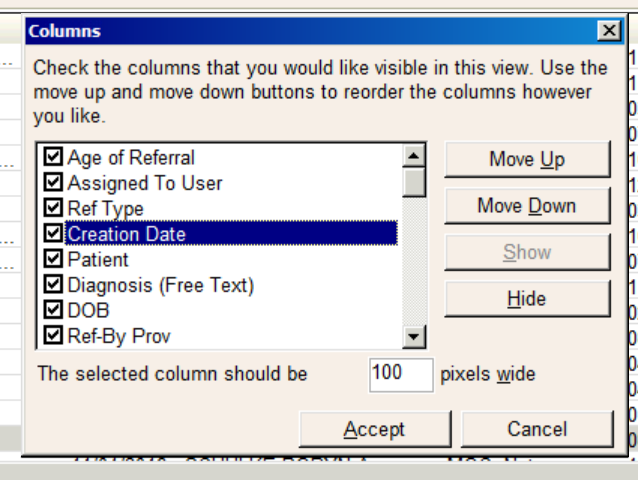 Columns
Check the columns that you would like visible in this view. Use the
move up and move down buttons to reorder the columns however
you like.
Age of Referral
Assigned To User
Ref Type
Creation Date
Patient
Diagnosis (Free Text)
DOB
Ref-By Prov
Move Up
Move Down
Show
Hide
The selected column should be 100 pixels wide
Accept Cancel